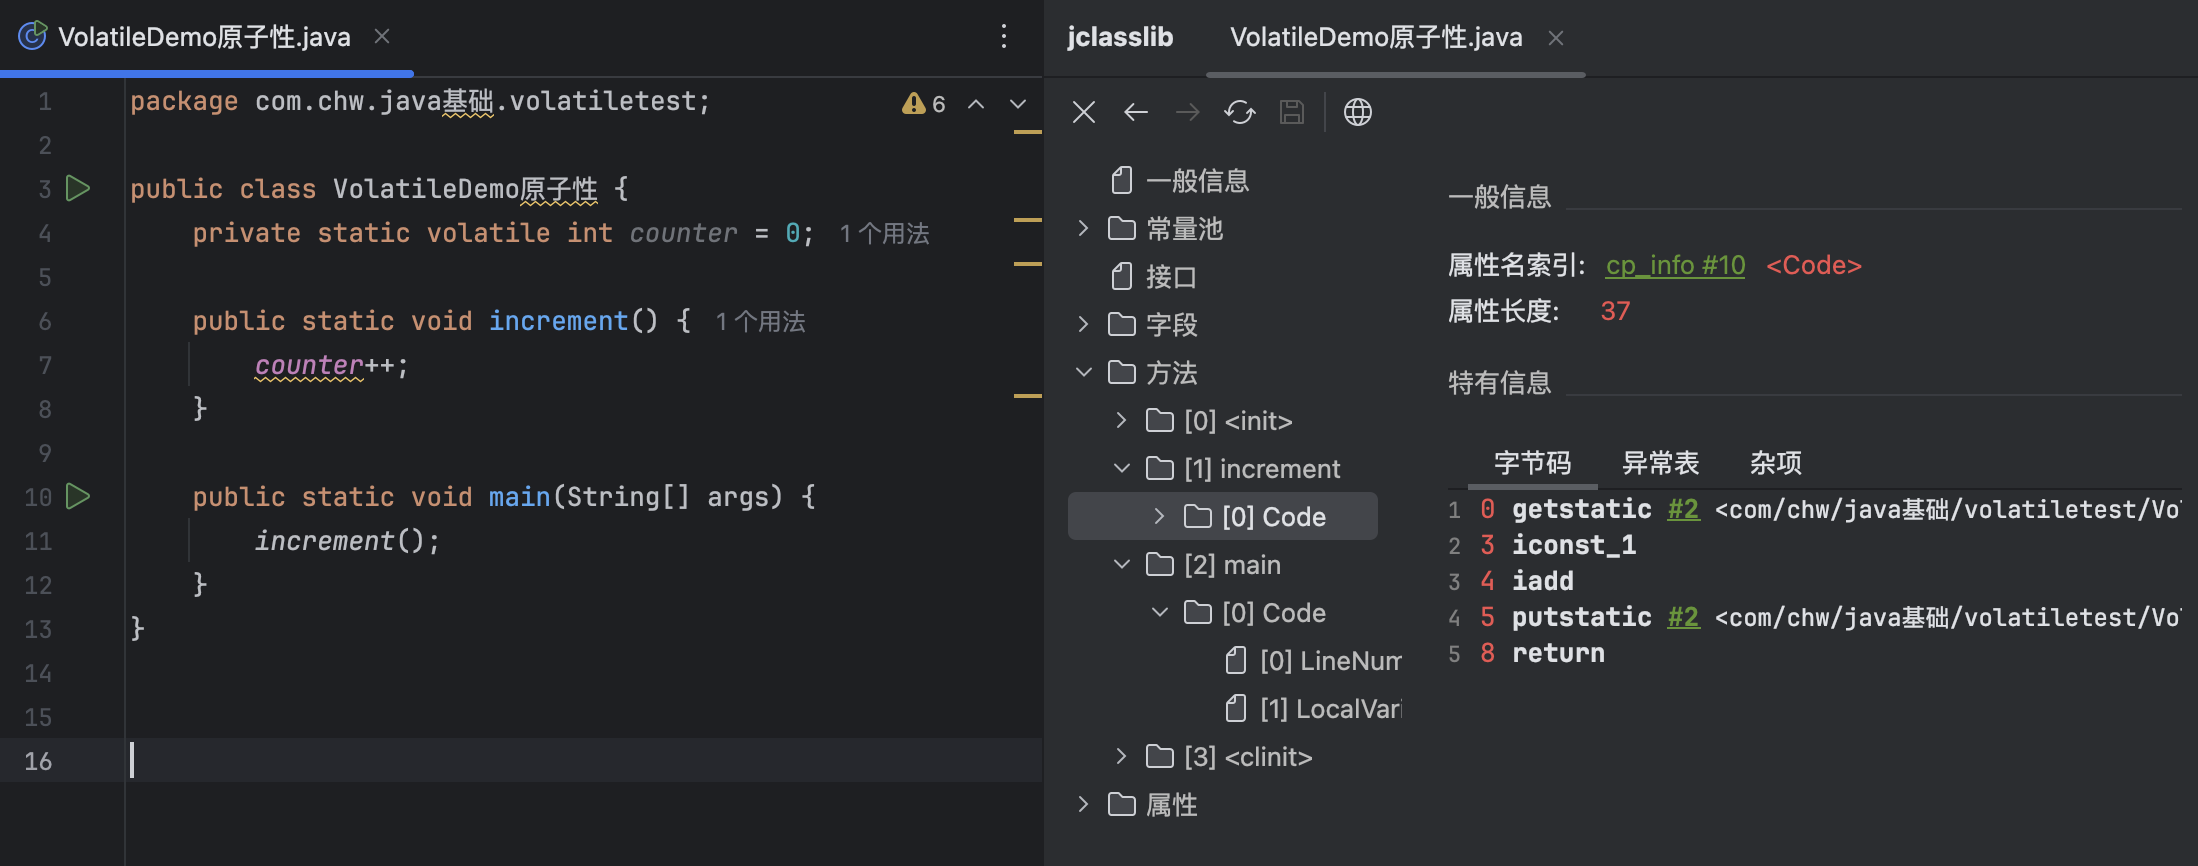 VolatileDemo原子性.java
6
1 package com.chw.java基础.volatiletest;
2
3 public class VolatileDemo原子性 {
4 private static volatile int counter = 0; 1 个用法
5
6 public static void increment() { 1 个用法
7 counter++;
8 }
9
10 public static void main(String[] args) {
11 increment();
12 }
13 }
14
15
16
jclasslib VolatileDemo原子性.java
一般信息
常量池
接口
字段
方法
[0] <init>
[1] increment
[0] Code
[2] main
[0] Code
[0] LineNum
[1] LocalVari
[3] <clinit>
属性
一般信息
属性名索引: cp_info #10 <Code>
属性长度: 37
特有信息
字节码 异常表 杂项
1 0 getstatic #2 <com/chw/java基础/volatiletest/Vol
2 3 iconst_1
3 4 iadd
4 5 putstatic #2 <com/chw/java基础/volatiletest/Vol
5 8 return